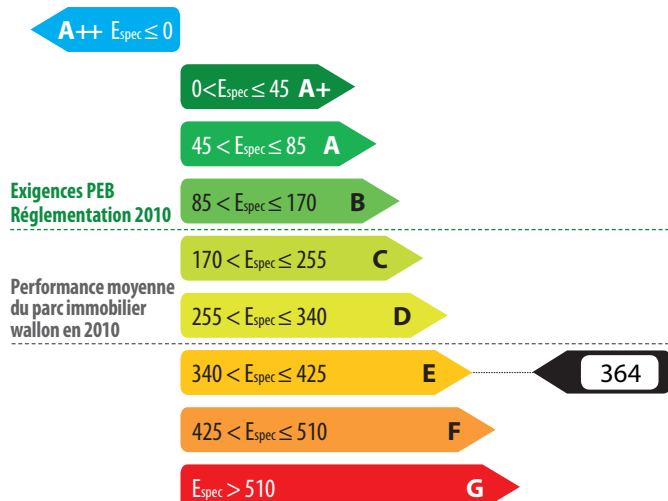 A++ Espec ≤ 0
0<Espec ≤ 45 A+
45 < Espec ≤ 85 A
Exigences PEB
Réglementation 2010
85 < Espec ≤ 170 B
170 < Espec ≤ 255 C
Performance moyenne
du parc immobilier
wallon en 2010
255 < Espec ≤ 340 D
340 < Espec ≤ 425 E 364
425 < Espec ≤ 510 F
Espec > 510 G